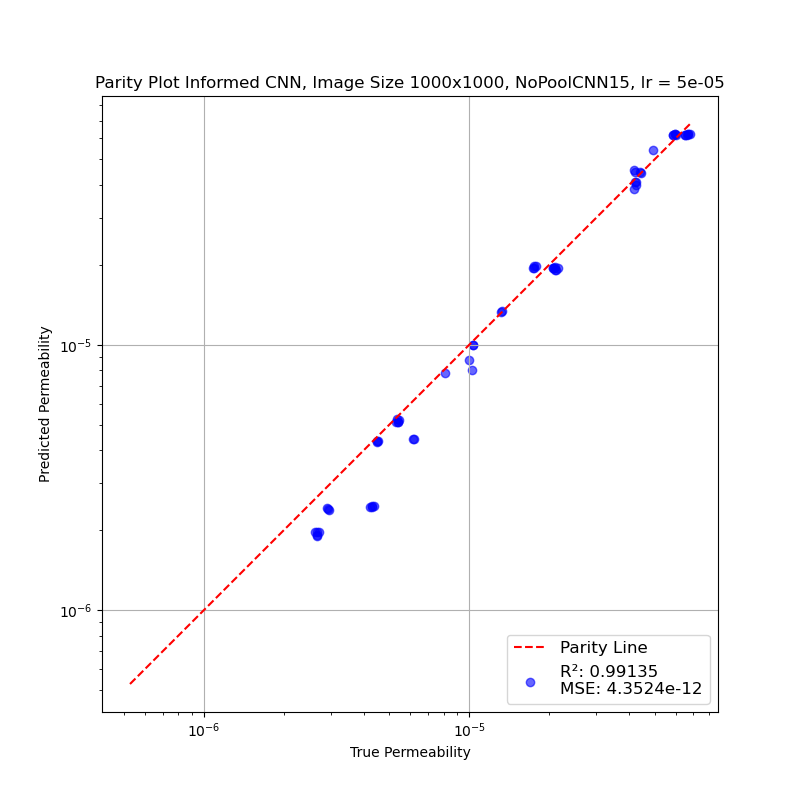 Parity Plot Informed CNN, Image Size 1000x1000, NoPoolCNN15, lr = 5e-05
Predicted Permeability
10⁻⁵
10⁻⁶
Parity Line
R²: 0.99135
MSE: 4.3524e-12
10⁻⁶
10⁻⁵
True Permeability